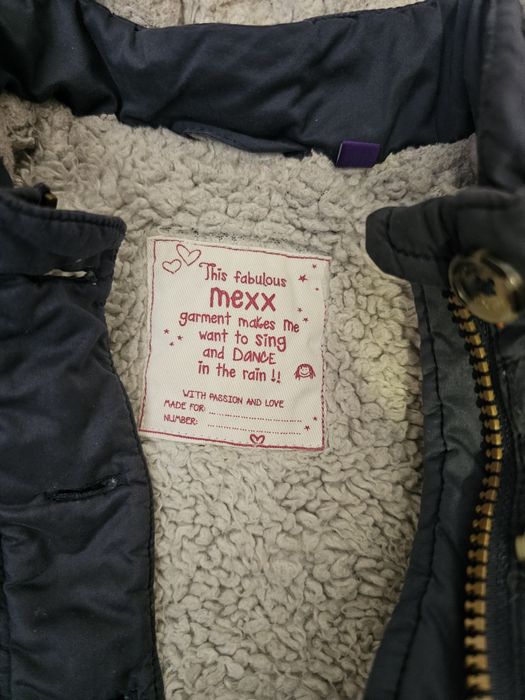 This fabulous
mexx
garment makes me
want to sing
and DANCE
in the rain !!
WITH PASSION AND LOVE
MADE FOR: ..............................
NUMBER: ..............................